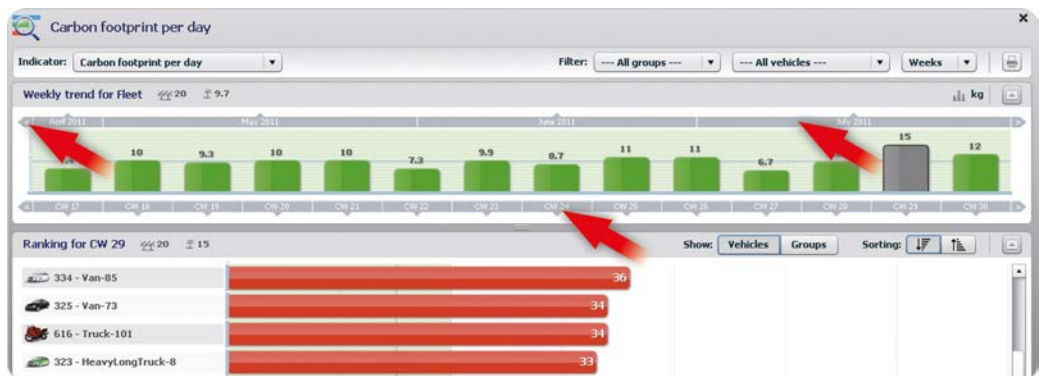 Carbon footprint per day
Indicator: Carbon footprint per day Filter: --- All groups --- --- All vehicles --- Weeks
Weekly trend for Fleet 20 9.7 kg
April 2011 May 2011 June 2011 July 2011
10 9.3 10 10 7.3 9.9 8.7 11 11 6.7 15 12
CW 17 CW 18 CW 19 CW 20 CW 21 CW 22 CW 23 CW 24 CW 25 CW 26 CW 27 CW 28 CW 29 CW 30
Ranking for CW 29 20 15 Show: Vehicles Groups Sorting:
334 - Van-85 36
325 - Van-73 34
616 - Truck-101 34
323 - HeavyLongTruck-8 33